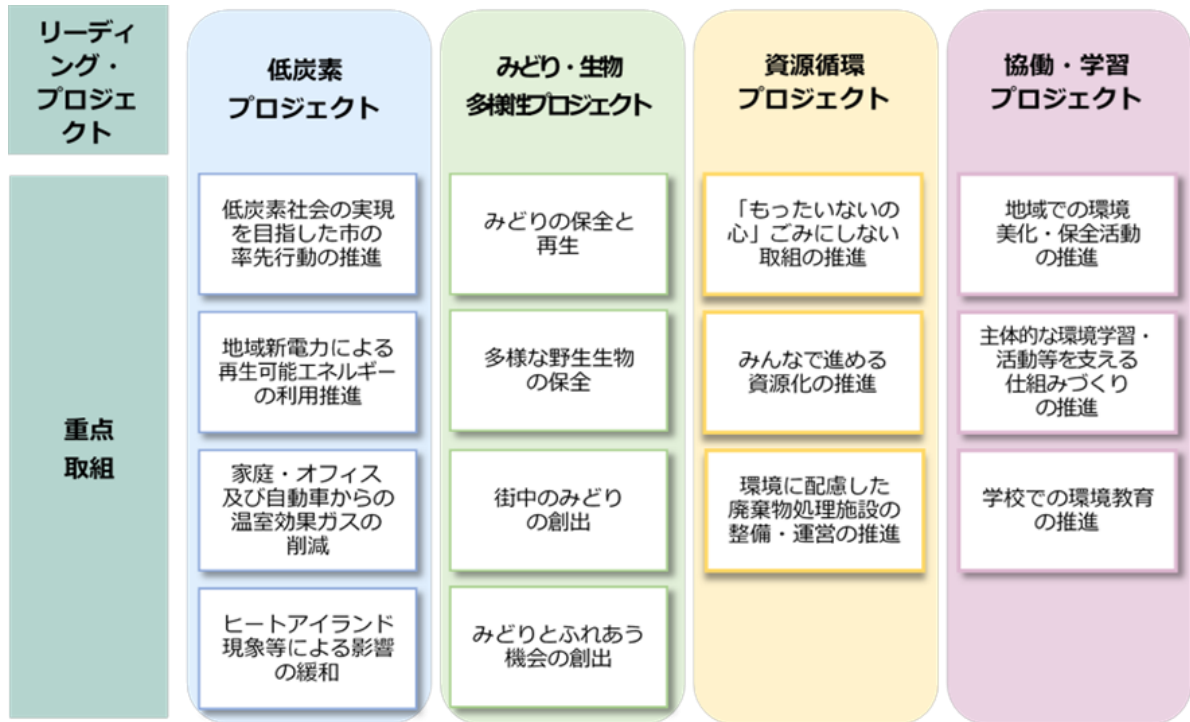 リーディ
ング・
プロジェ
クト
低炭素
プロジェクト
みどり・生物
多様性プロジェクト
資源循環
プロジェクト
協働・学習
プロジェクト
重点
取組
低炭素社会の実現
を目指した市の
率先行動の推進
地域新電力による
再生可能エネルギー
の利用推進
家庭・オフィス
及び自動車からの
温室効果ガスの
削減
ヒートアイランド
現象等による影響
の緩和
みどりの保全と
再生
多様な野生生物
の保全
街中のみどり
の創出
みどりとふれあう
機会の創出
「もったいないの
心」ごみにしない
取組の推進
みんなで進める
資源化の推進
環境に配慮した
廃棄物処理施設の
整備・運営の推進
地域での環境
美化・保全活動
の推進
主体的な環境学習・
活動等を支える
仕組みづくり
の推進
学校での環境教育
の推進